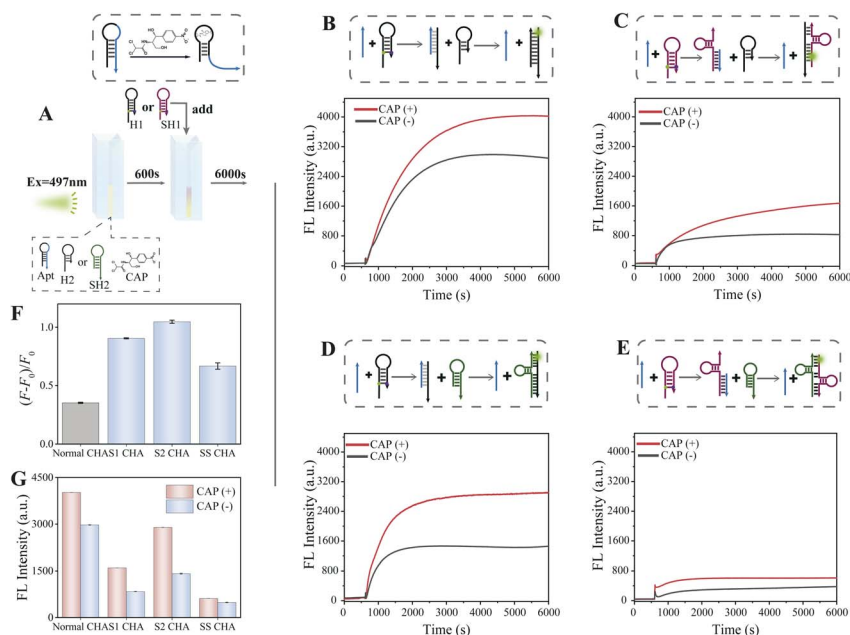 A
H1 or SH1 add
Ex=497nm
600s
6000s
Apt H2 or SH2 CAP
B
CAP (+)
CAP (-)
FL Intensity (a.u.)
4000
3200
2400
1600
800
0
0 1000 2000 3000 4000 5000 6000
Time (s)
C
CAP (+)
CAP (-)
FL Intensity (a.u.)
4000
3200
2400
1600
800
0
0 1000 2000 3000 4000 5000 6000
Time (s)
F
(F-F0)/F0
1.0
0.5
0.0
Normal CHA S1 CHA S2 CHA SS CHA
G
CAP (+)
CAP (-)
FL Intensity (a.u.)
4500
3000
1500
0
Normal CHA S1 CHA S2 CHA SS CHA
D
CAP (+)
CAP (-)
FL Intensity (a.u.)
4000
3200
2400
1600
800
0
0 1000 2000 3000 4000 5000 6000
Time (s)
E
CAP (+)
CAP (-)
FL Intensity (a.u.)
4000
3200
2400
1600
800
0
0 1000 2000 3000 4000 5000 6000
Time (s)